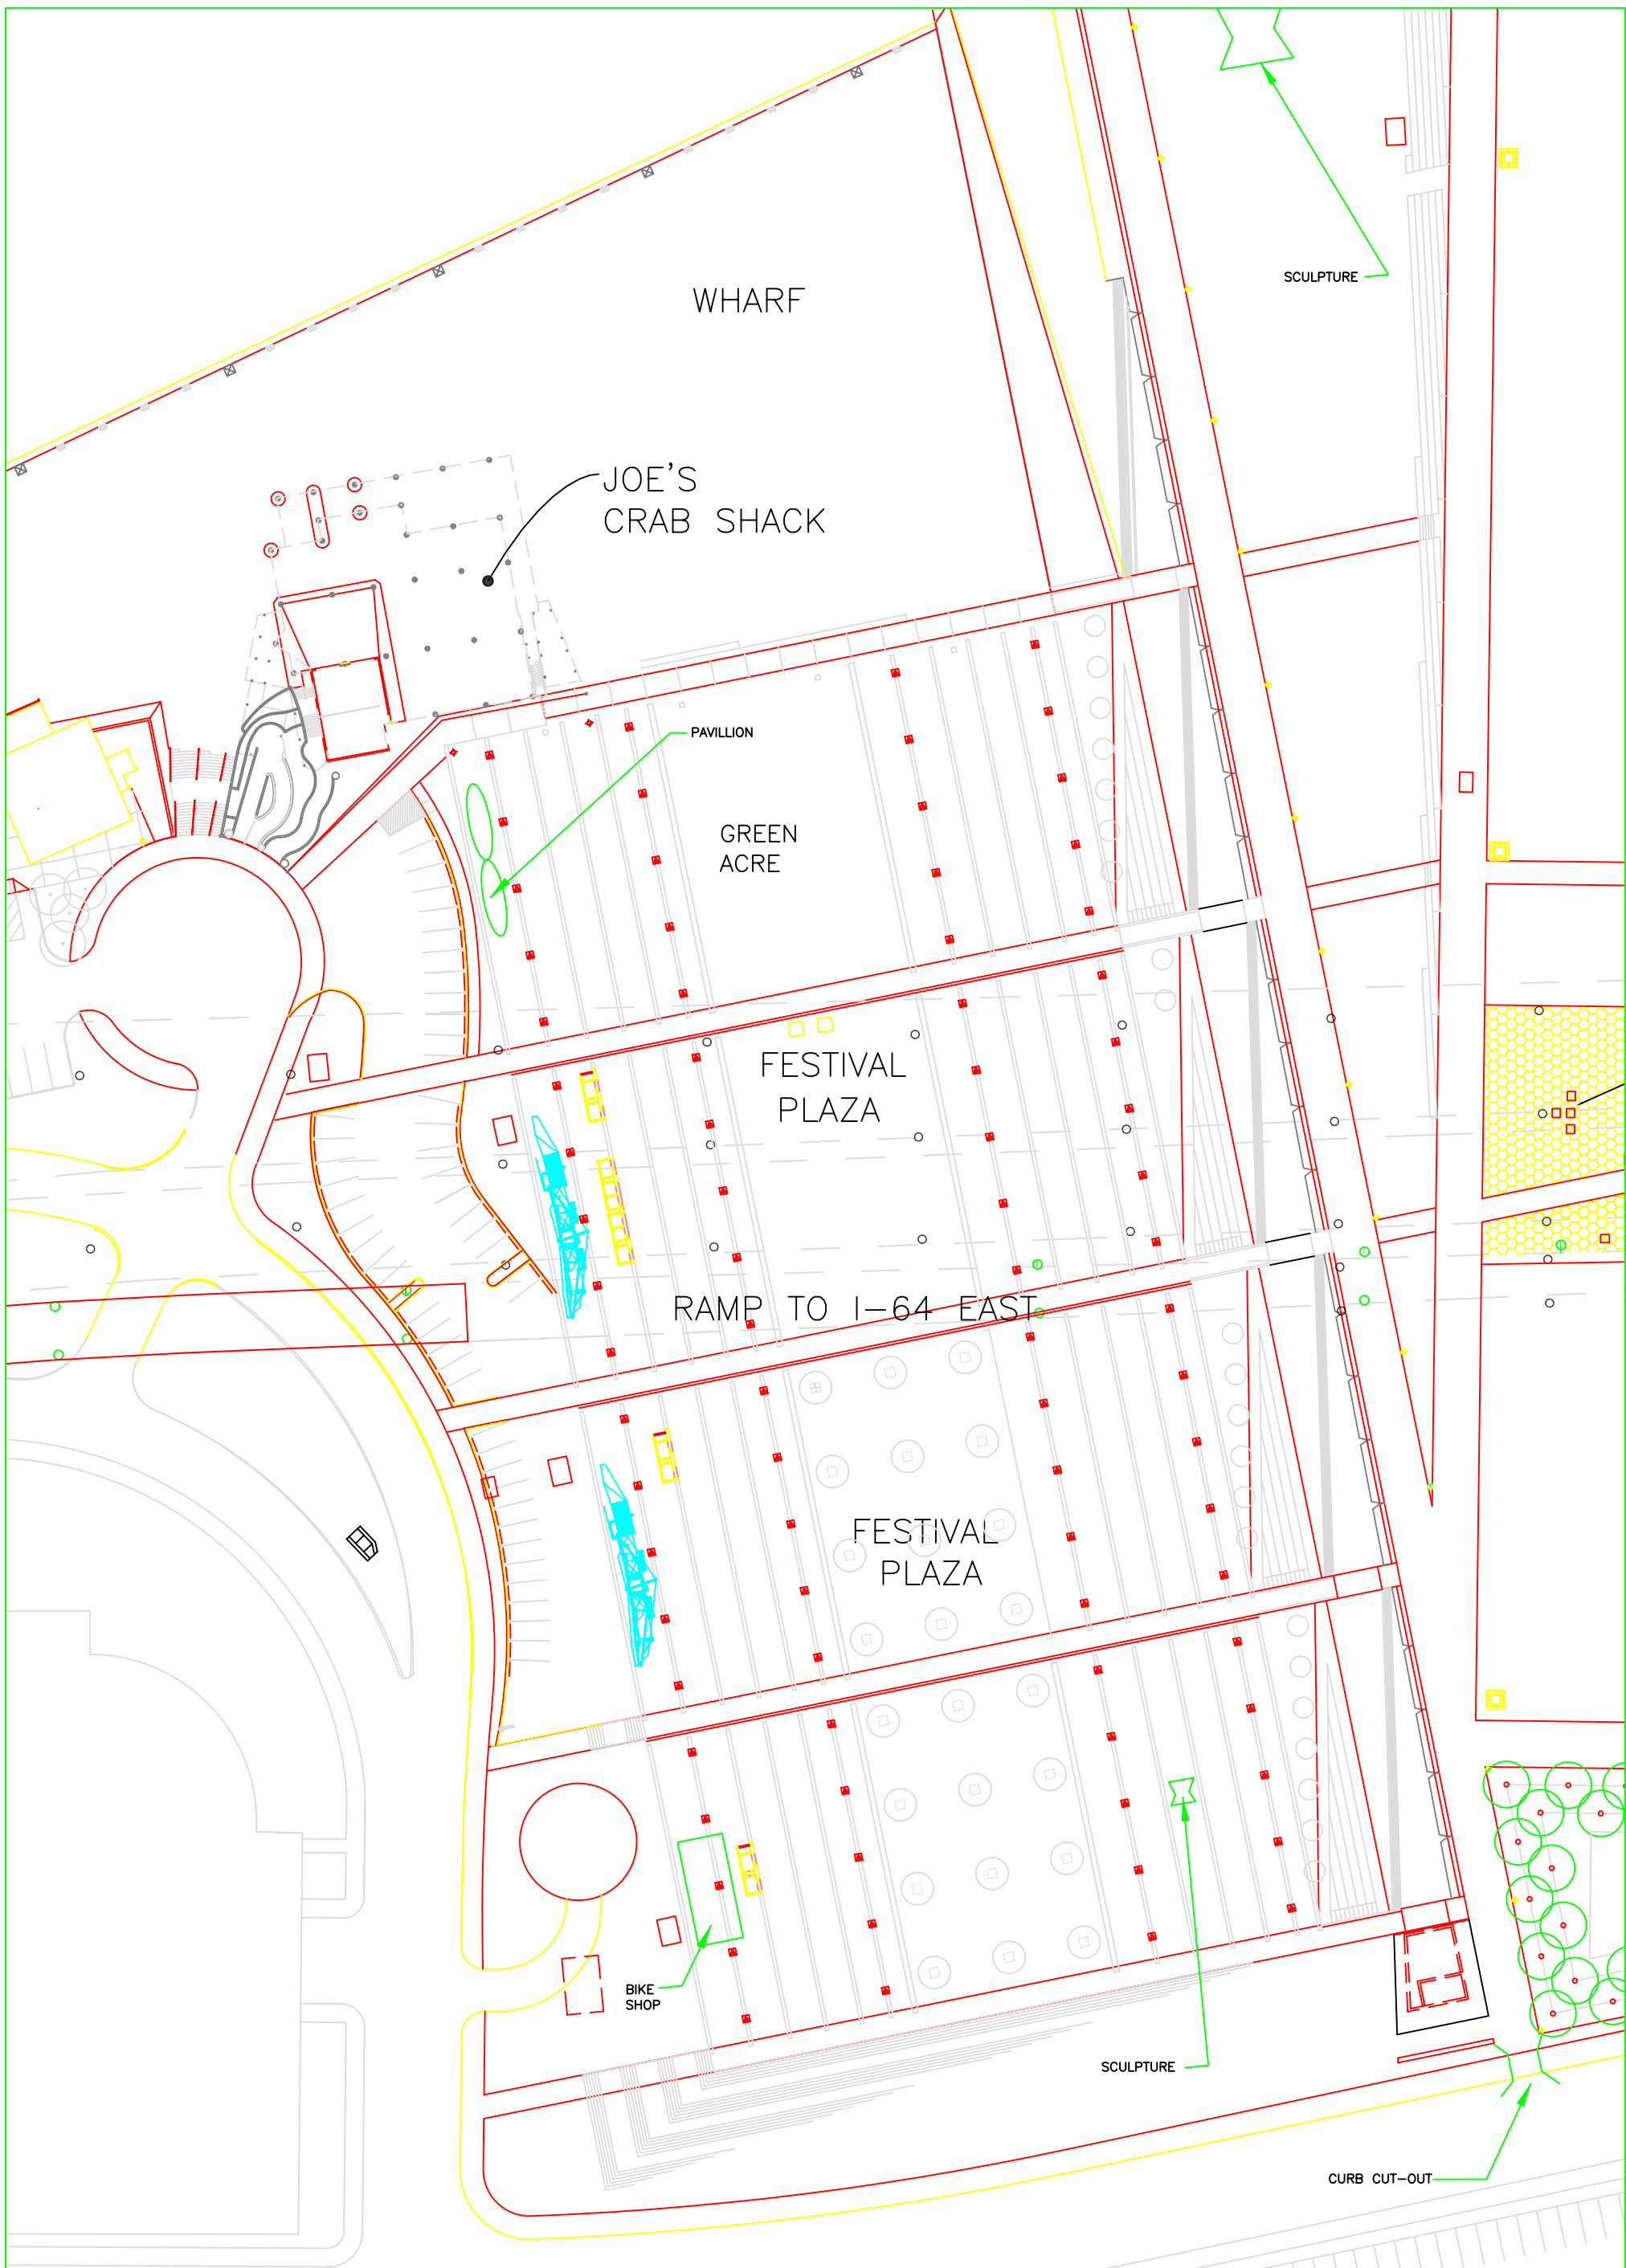 SCULPTURE
WHARF
JOE'S
CRAB SHACK
PAVILLION
GREEN
ACRE
FESTIVAL
PLAZA
RAMP TO I-64 EAST
FESTIVAL
PLAZA
BIKE
SHOP
SCULPTURE
CURB CUT-OUT